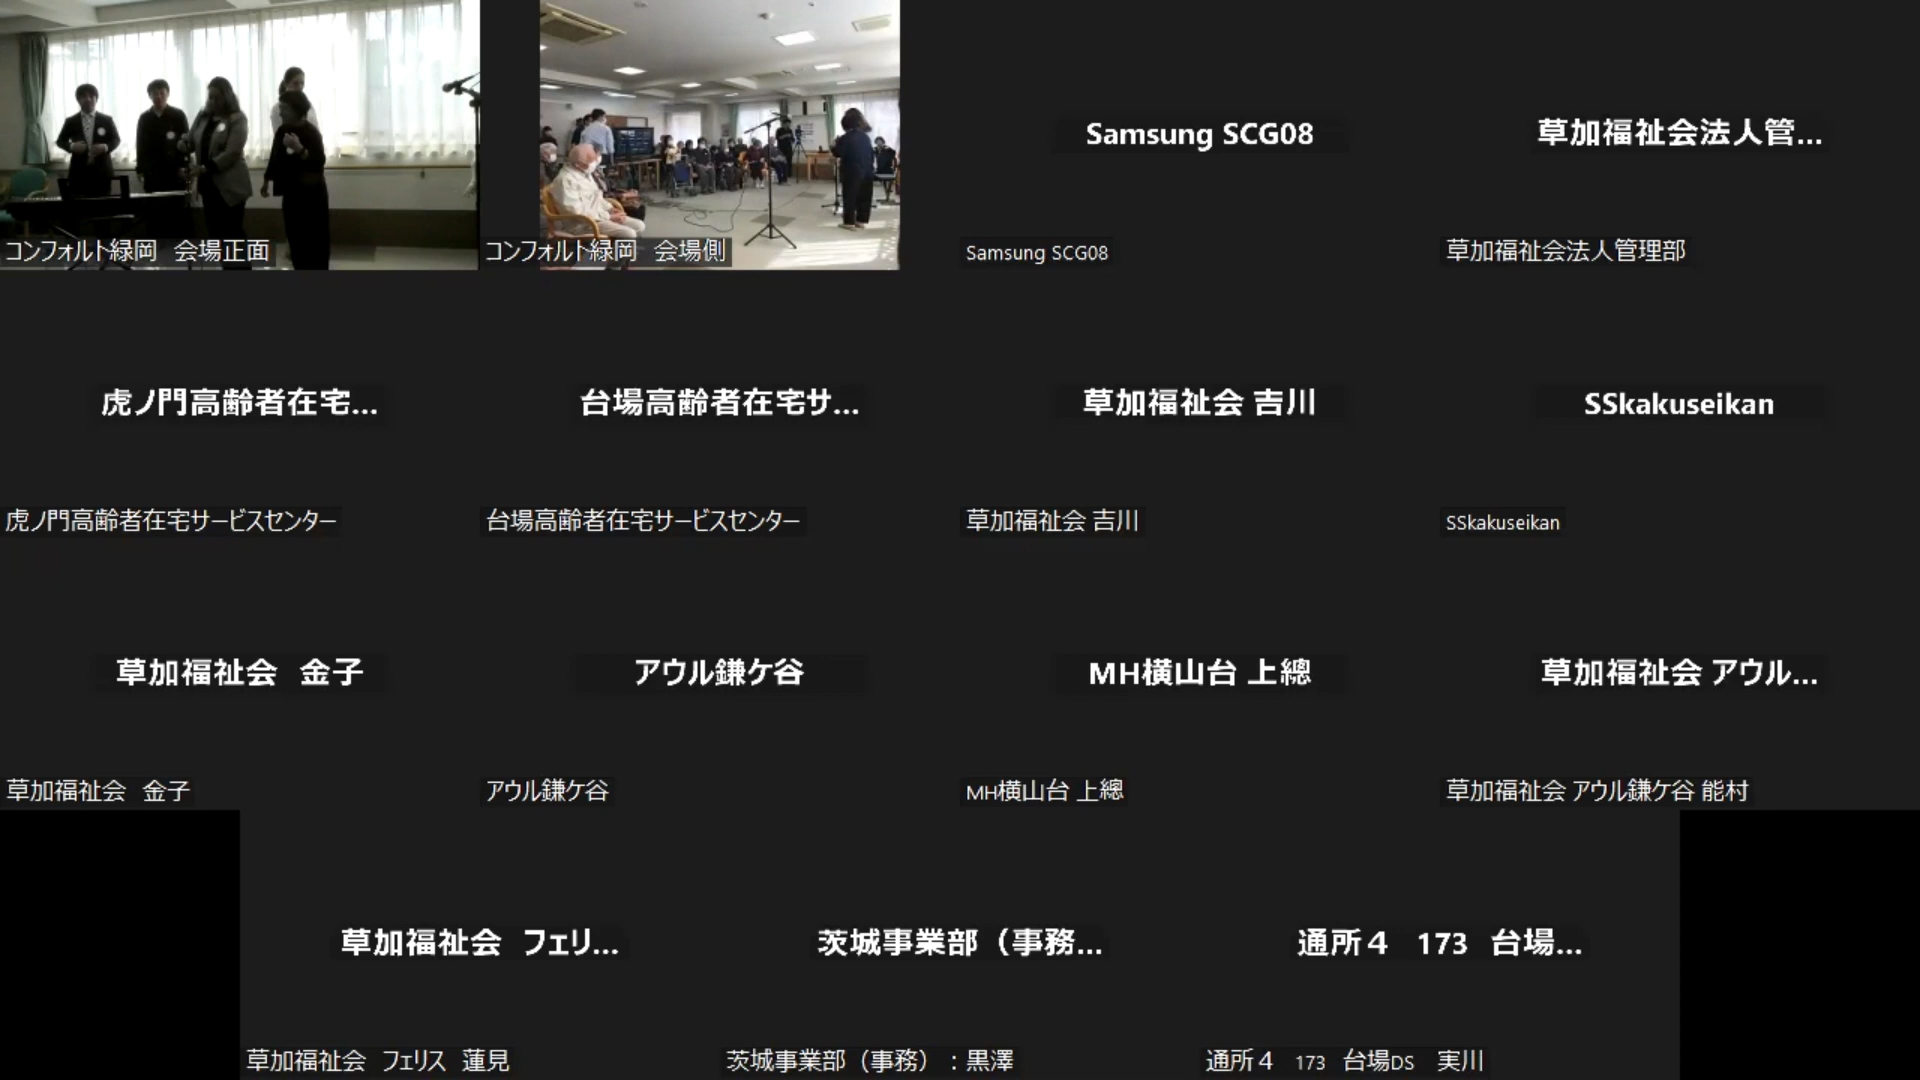 コンフォルト緑岡　会場正面
コンフォルト緑岡　会場側
Samsung SCG08
Samsung SCG08
草加福祉会法人管...
草加福祉会法人管理部
虎ノ門高齢者在宅...
虎ノ門高齢者在宅サービスセンター
台場高齢者在宅サ...
台場高齢者在宅サービスセンター
草加福祉会 吉川
草加福祉会 吉川
SSkakuseikan
SSkakuseikan
草加福祉会　金子
草加福祉会　金子
アウル鎌ケ谷
アウル鎌ケ谷
MH横山台 上總
MH横山台 上總
草加福祉会 アウル...
草加福祉会 アウル鎌ケ谷 能村
草加福祉会　フェリ...
草加福祉会　フェリス　蓮見
茨城事業部（事務...
茨城事業部（事務）：黒澤
通所４　173　台場...
通所４　173　台場DS　実川